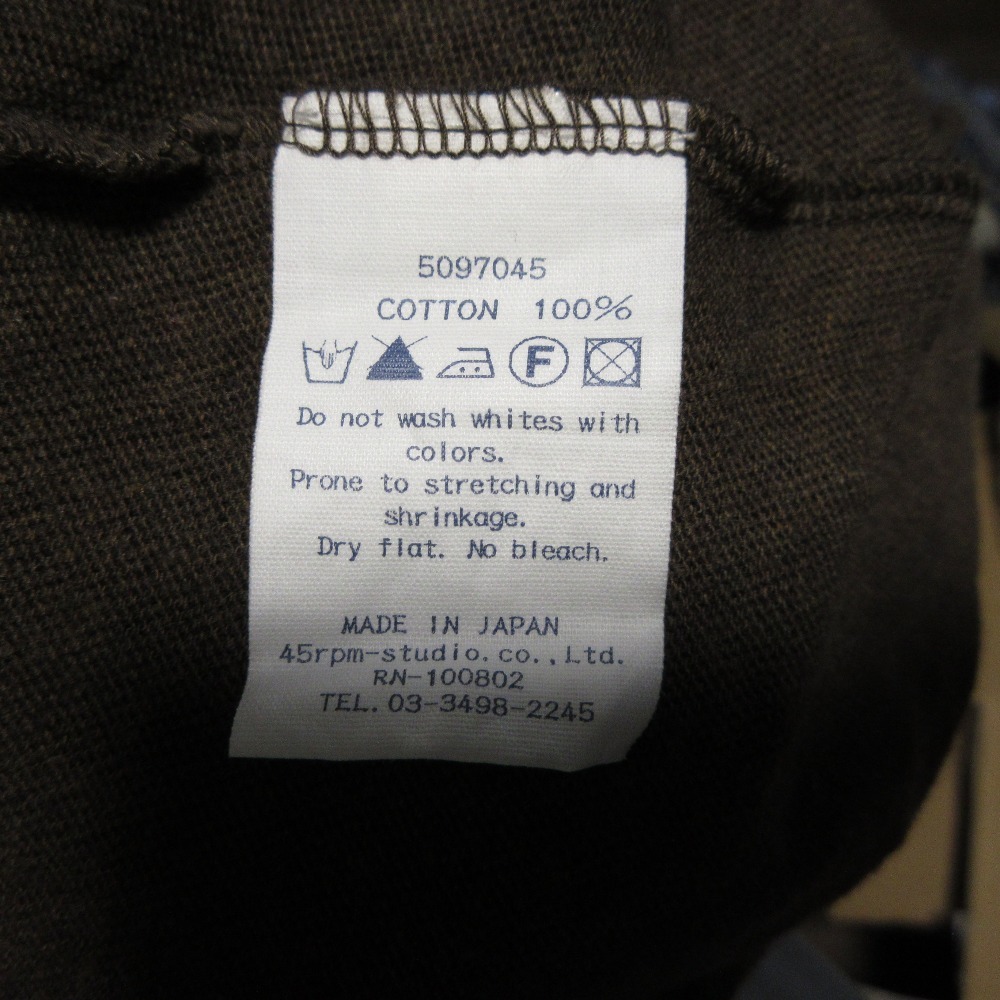 5097045
COTTON 100%
F
Do not wash whites with
colors.
Prone to stretching and
shrinkage.
Dry flat. No bleach.
MADE IN JAPAN
45rpm-studio.co.,Ltd.
RN-100802
TEL.03-3498-2245